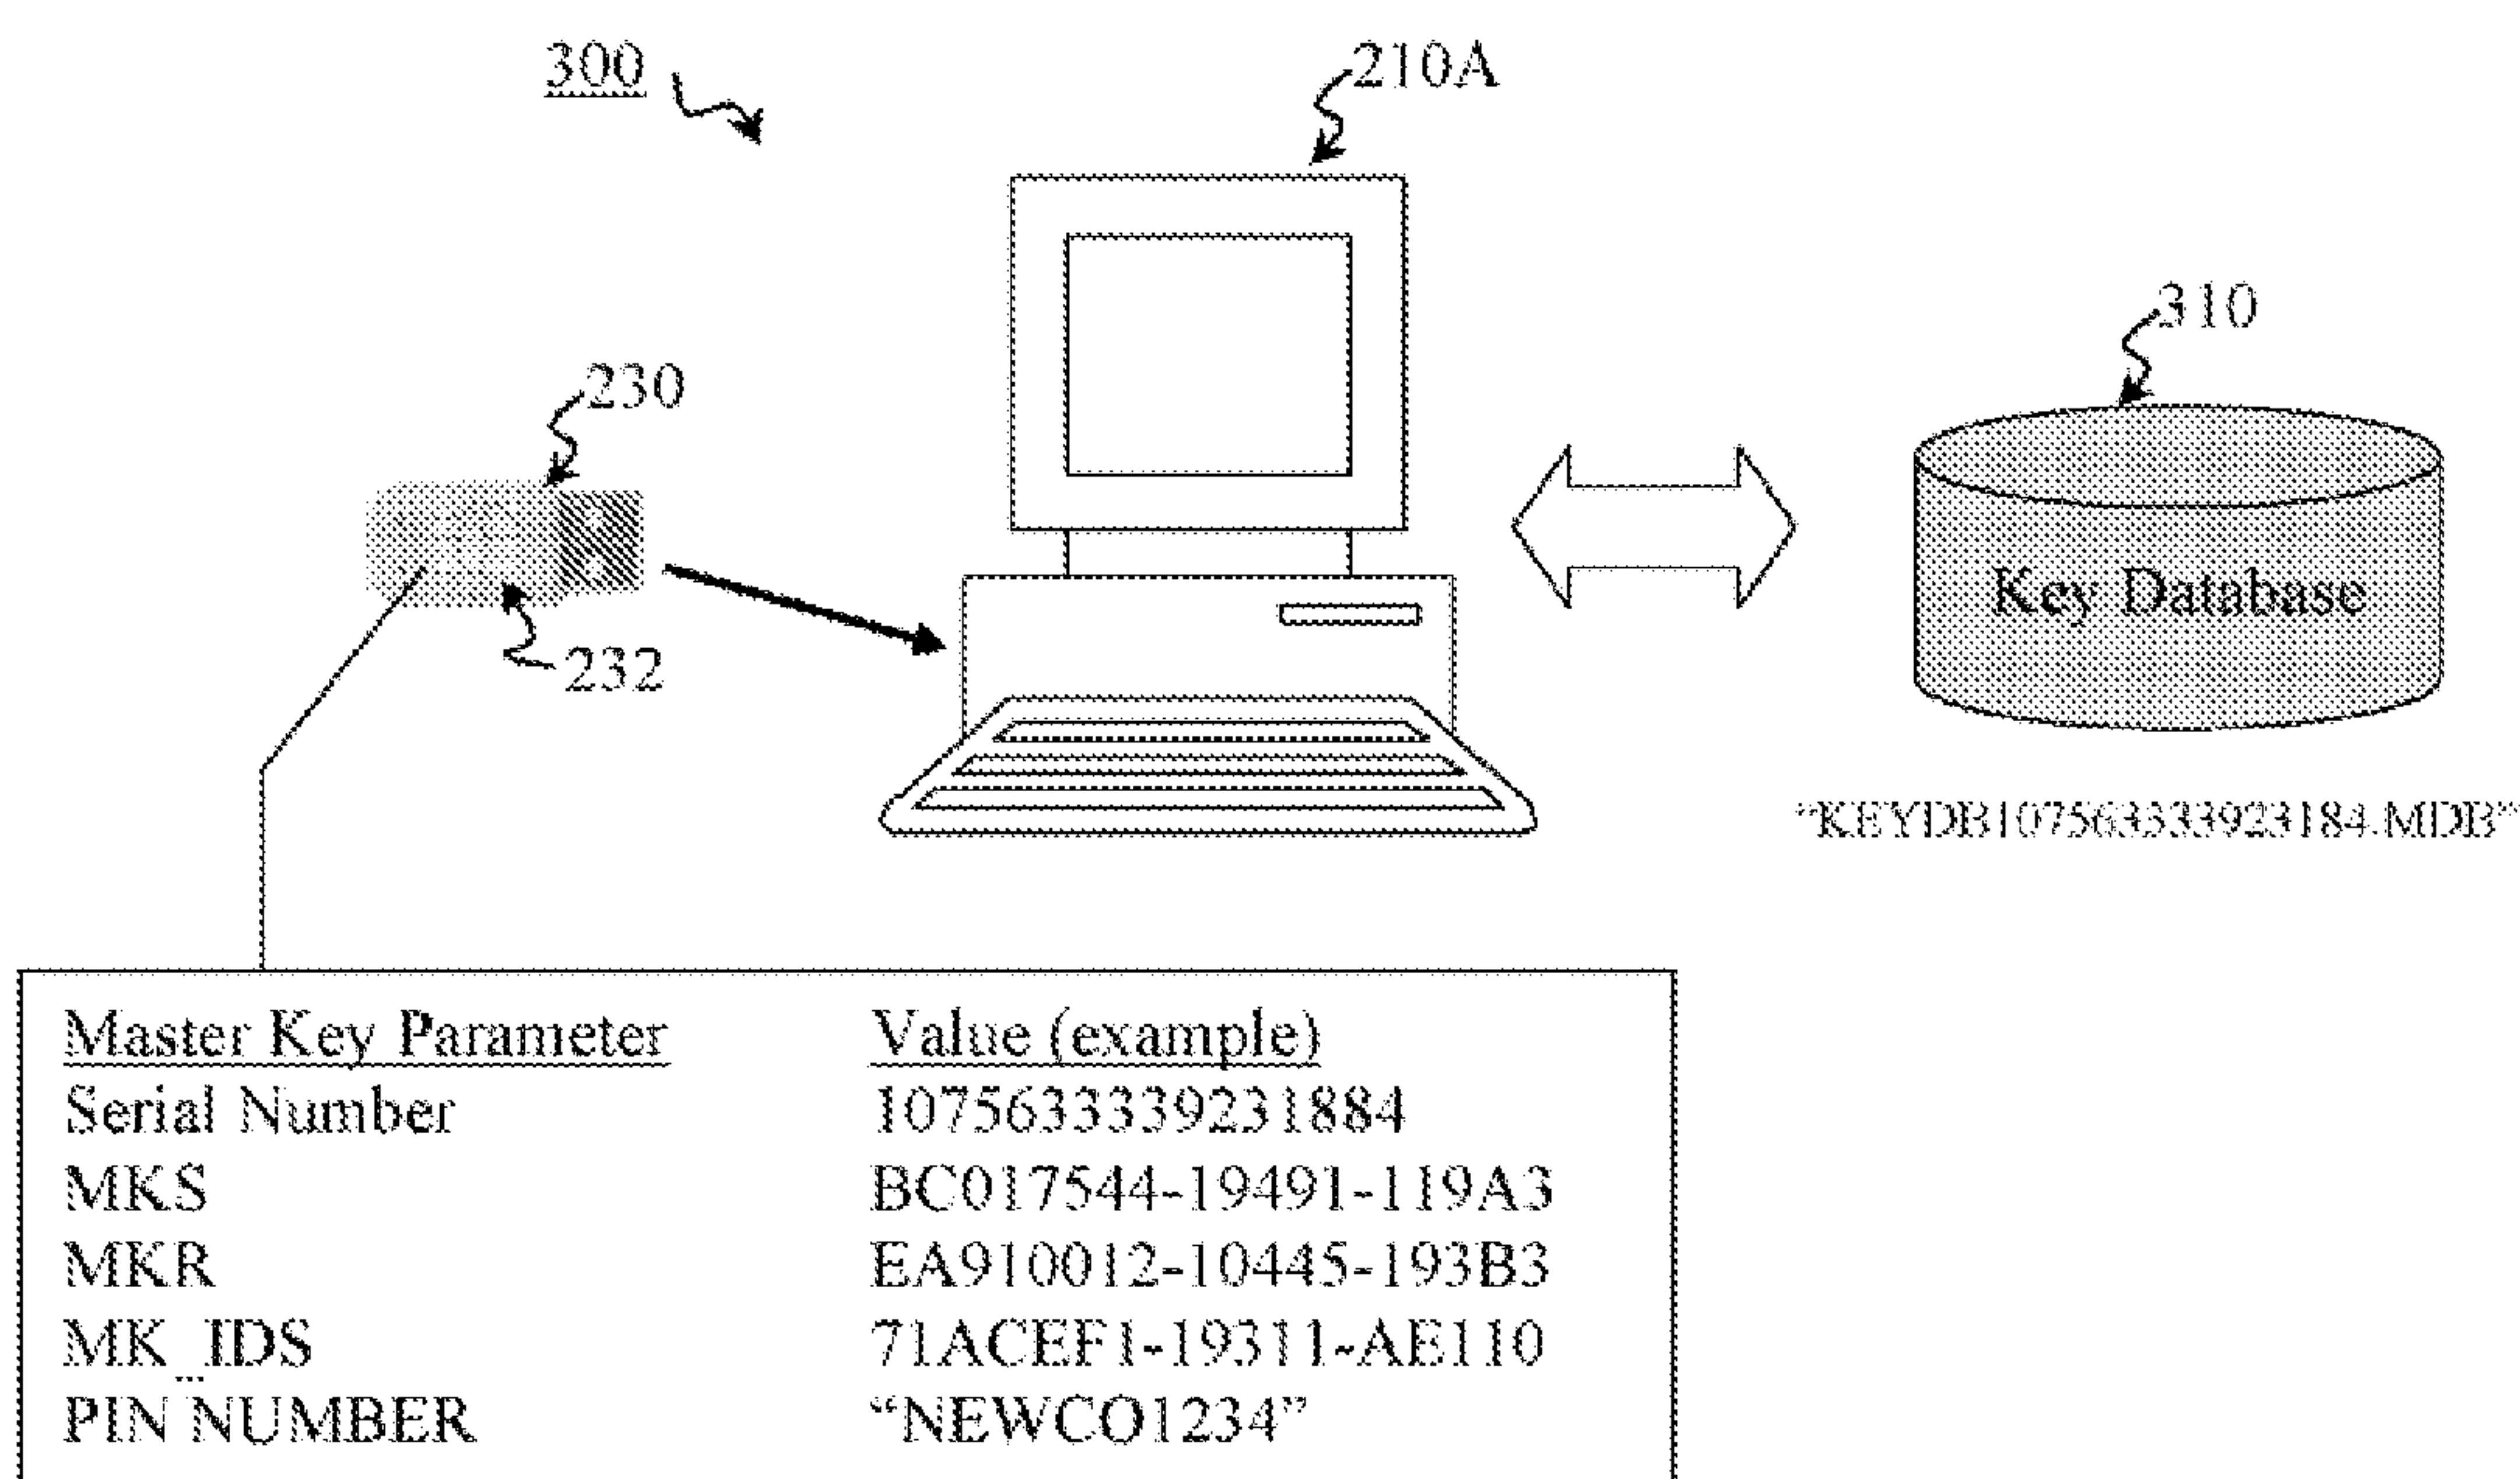 300
210A
310
230
Key Database
232
"KEYDB107563333923184.MDB"
Master Key Parameter Value (example)
Serial Number 1075633339231884
MKS BC017544-19491-119A3
MKR EA910012-10445-193B3
MK_IDS 71ACEF1-19311-AE110
PIN NUMBER “NEWCO1234”